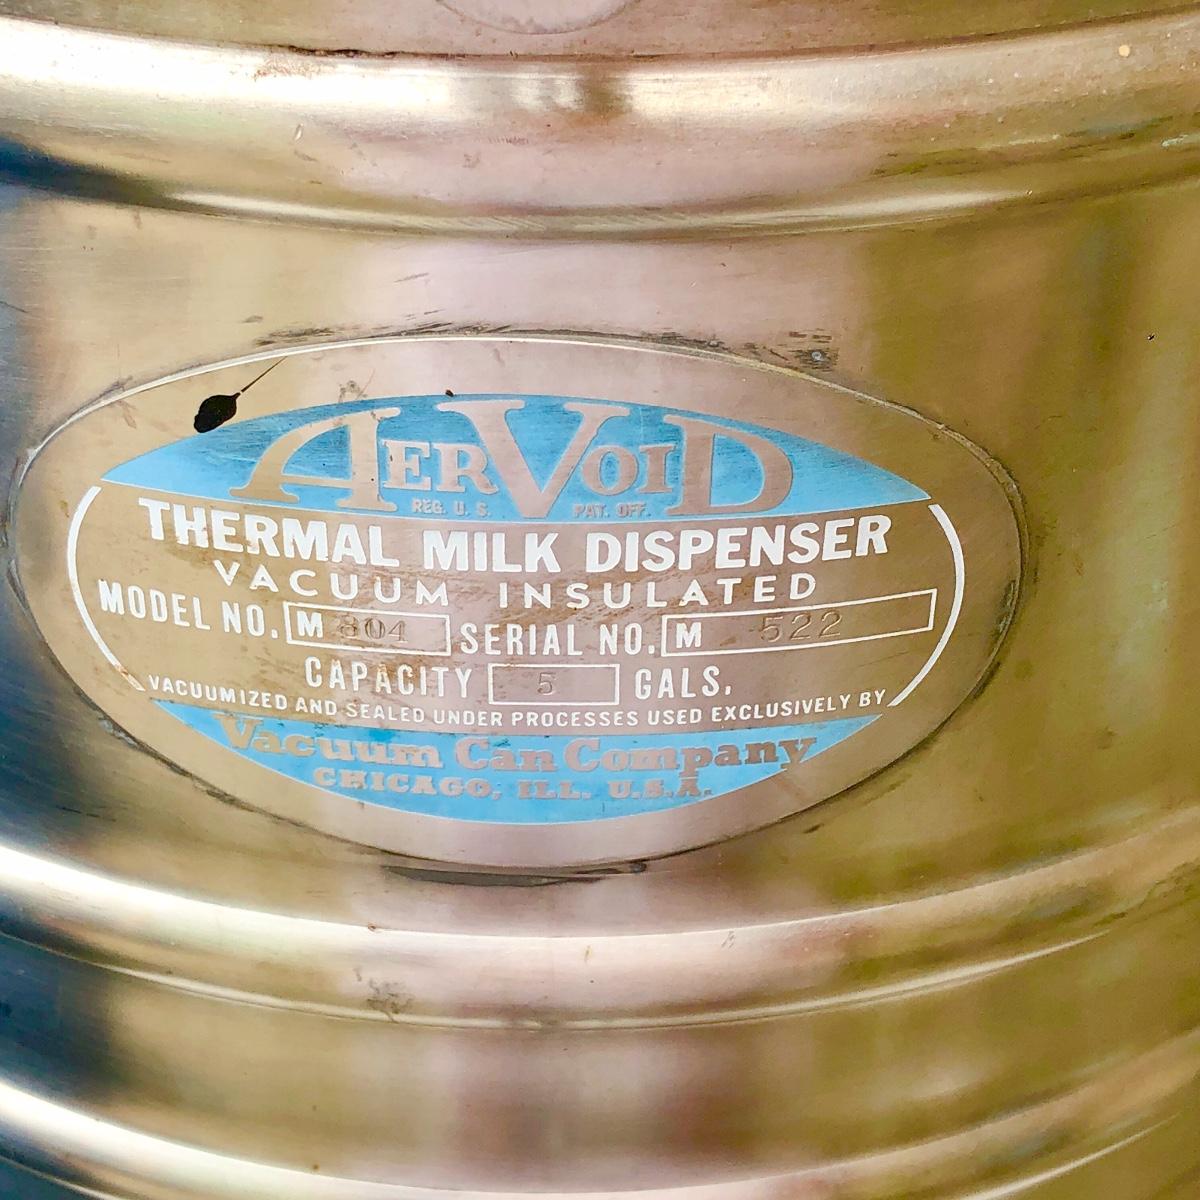 AERVOID
REG. U. S. PAT. OFF.
THERMAL MILK DISPENSER
VACUUM INSULATED
MODEL NO. M 804 SERIAL NO. M 522
CAPACITY 5 GALS.
VACUUMIZED AND SEALED UNDER PROCESSES USED EXCLUSIVELY BY
Vacuum Can Company
CHICAGO, ILL. U.S.A.